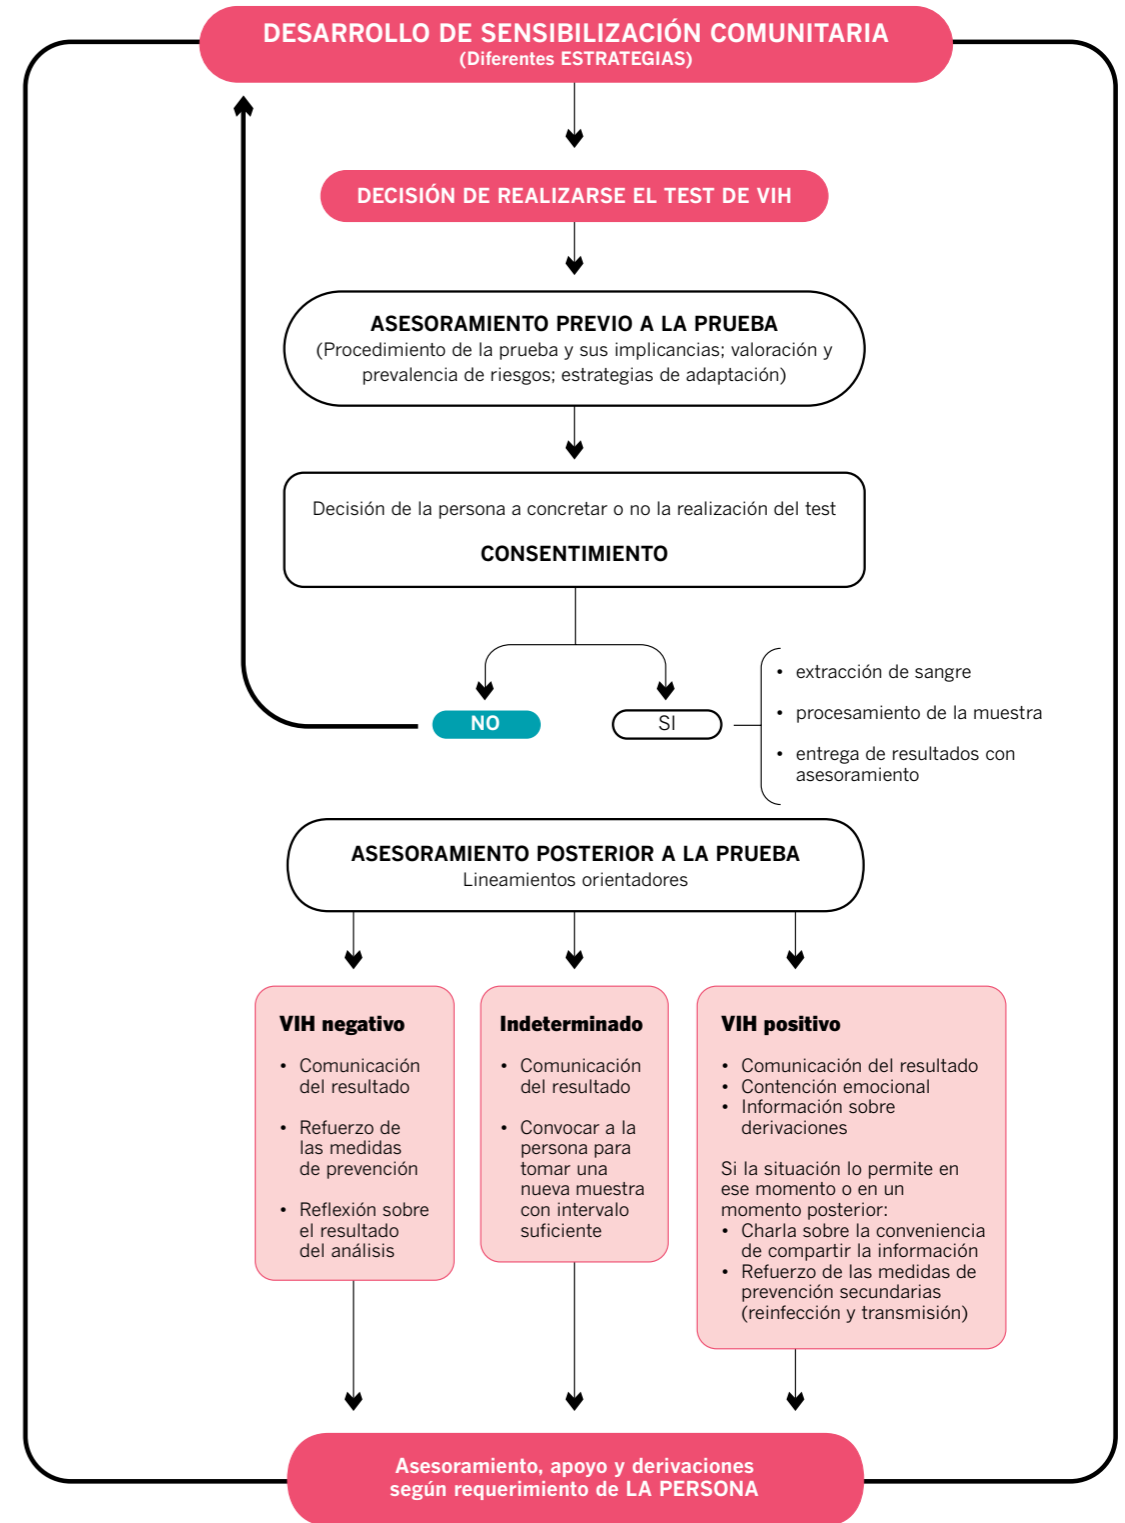 DESARROLLO DE SENSIBILIZACIÓN COMUNITARIA
(Diferentes ESTRATEGIAS)
DECISIÓN DE REALIZARSE EL TEST DE VIH
ASESORAMIENTO PREVIO A LA PRUEBA
(Procedimiento de la prueba y sus implicancias; valoración y
prevalencia de riesgos; estrategias de adaptación)
Decisión de la persona a concretar o no la realización del test
CONSENTIMIENTO
NO
SI
• extracción de sangre
• procesamiento de la muestra
• entrega de resultados con
asesoramiento
ASESORAMIENTO POSTERIOR A LA PRUEBA
Lineamientos orientadores
VIH negativo
• Comunicación
del resultado
• Refuerzo de
las medidas
de prevención
• Reflexión sobre
el resultado
del análisis
Indeterminado
• Comunicación
del resultado
• Convocar a la
persona para
tomar una
nueva muestra
con intervalo
suficiente
VIH positivo
• Comunicación del resultado
• Contención emocional
• Información sobre
derivaciones
Si la situación lo permite en
ese momento o en un
momento posterior:
• Charla sobre la conveniencia
de compartir la información
• Refuerzo de las medidas de
prevención secundarias
(reinfección y transmisión)
Asesoramiento, apoyo y derivaciones
según requerimiento de LA PERSONA